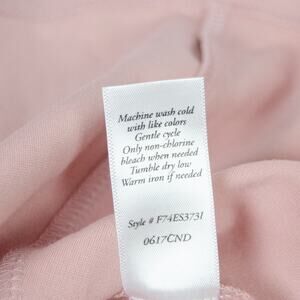 Machine wash cold
with like colors
Gentle cycle
Only non-chlorine
bleach when needed
Tumble dry low
Warm iron if needed
Style # F74ES373I
0617CND